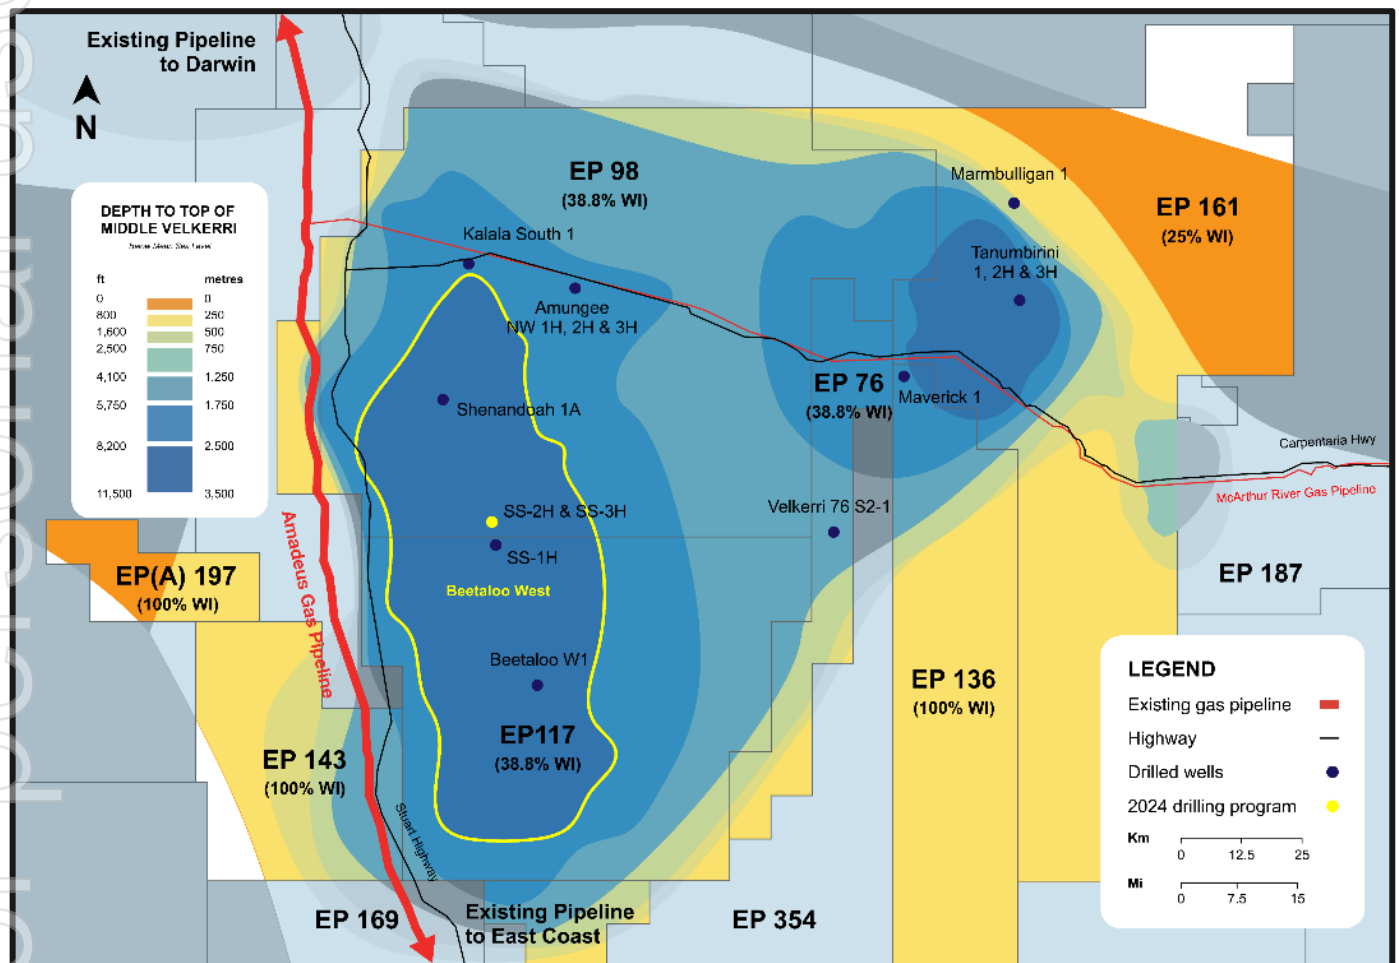 For personal use
Existing Pipeline
to Darwin
N
DEPTH TO TOP OF
MIDDLE VELKERRI
Below Mean Sea Level
ft metres
0 0
800 250
1,600 500
2,500 750
4,100 1.250
5,750 1.750
8,200 2.500
11,500 3,500
EP 98
(38.8% WI)
Marmbulligan 1
EP 161
(25% WI)
Kalala South 1
Tanumbirini
1, 2H & 3H
Amungee
NW 1H, 2H & 3H
EP 76
(38.8% WI)
Maverick 1
Shenandoah 1A
Carpentaria Hwy
McArthur River Gas Pipeline
Velkerri 76 S2-1
SS-2H & SS-3H
SS-1H
Amadeus Gas Pipeline
EP(A) 197
(100% WI)
Beetaloo West
EP 187
Beetaloo W1
EP117
(38.8% WI)
EP 136
(100% WI)
EP 143
(100% WI)
Stuart Highway
LEGEND
Existing gas pipeline
Highway
Drilled wells
2024 drilling program
Km
0 12.5 25
Mi
0 7.5 15
EP 169
Existing Pipeline
to East Coast
EP 354